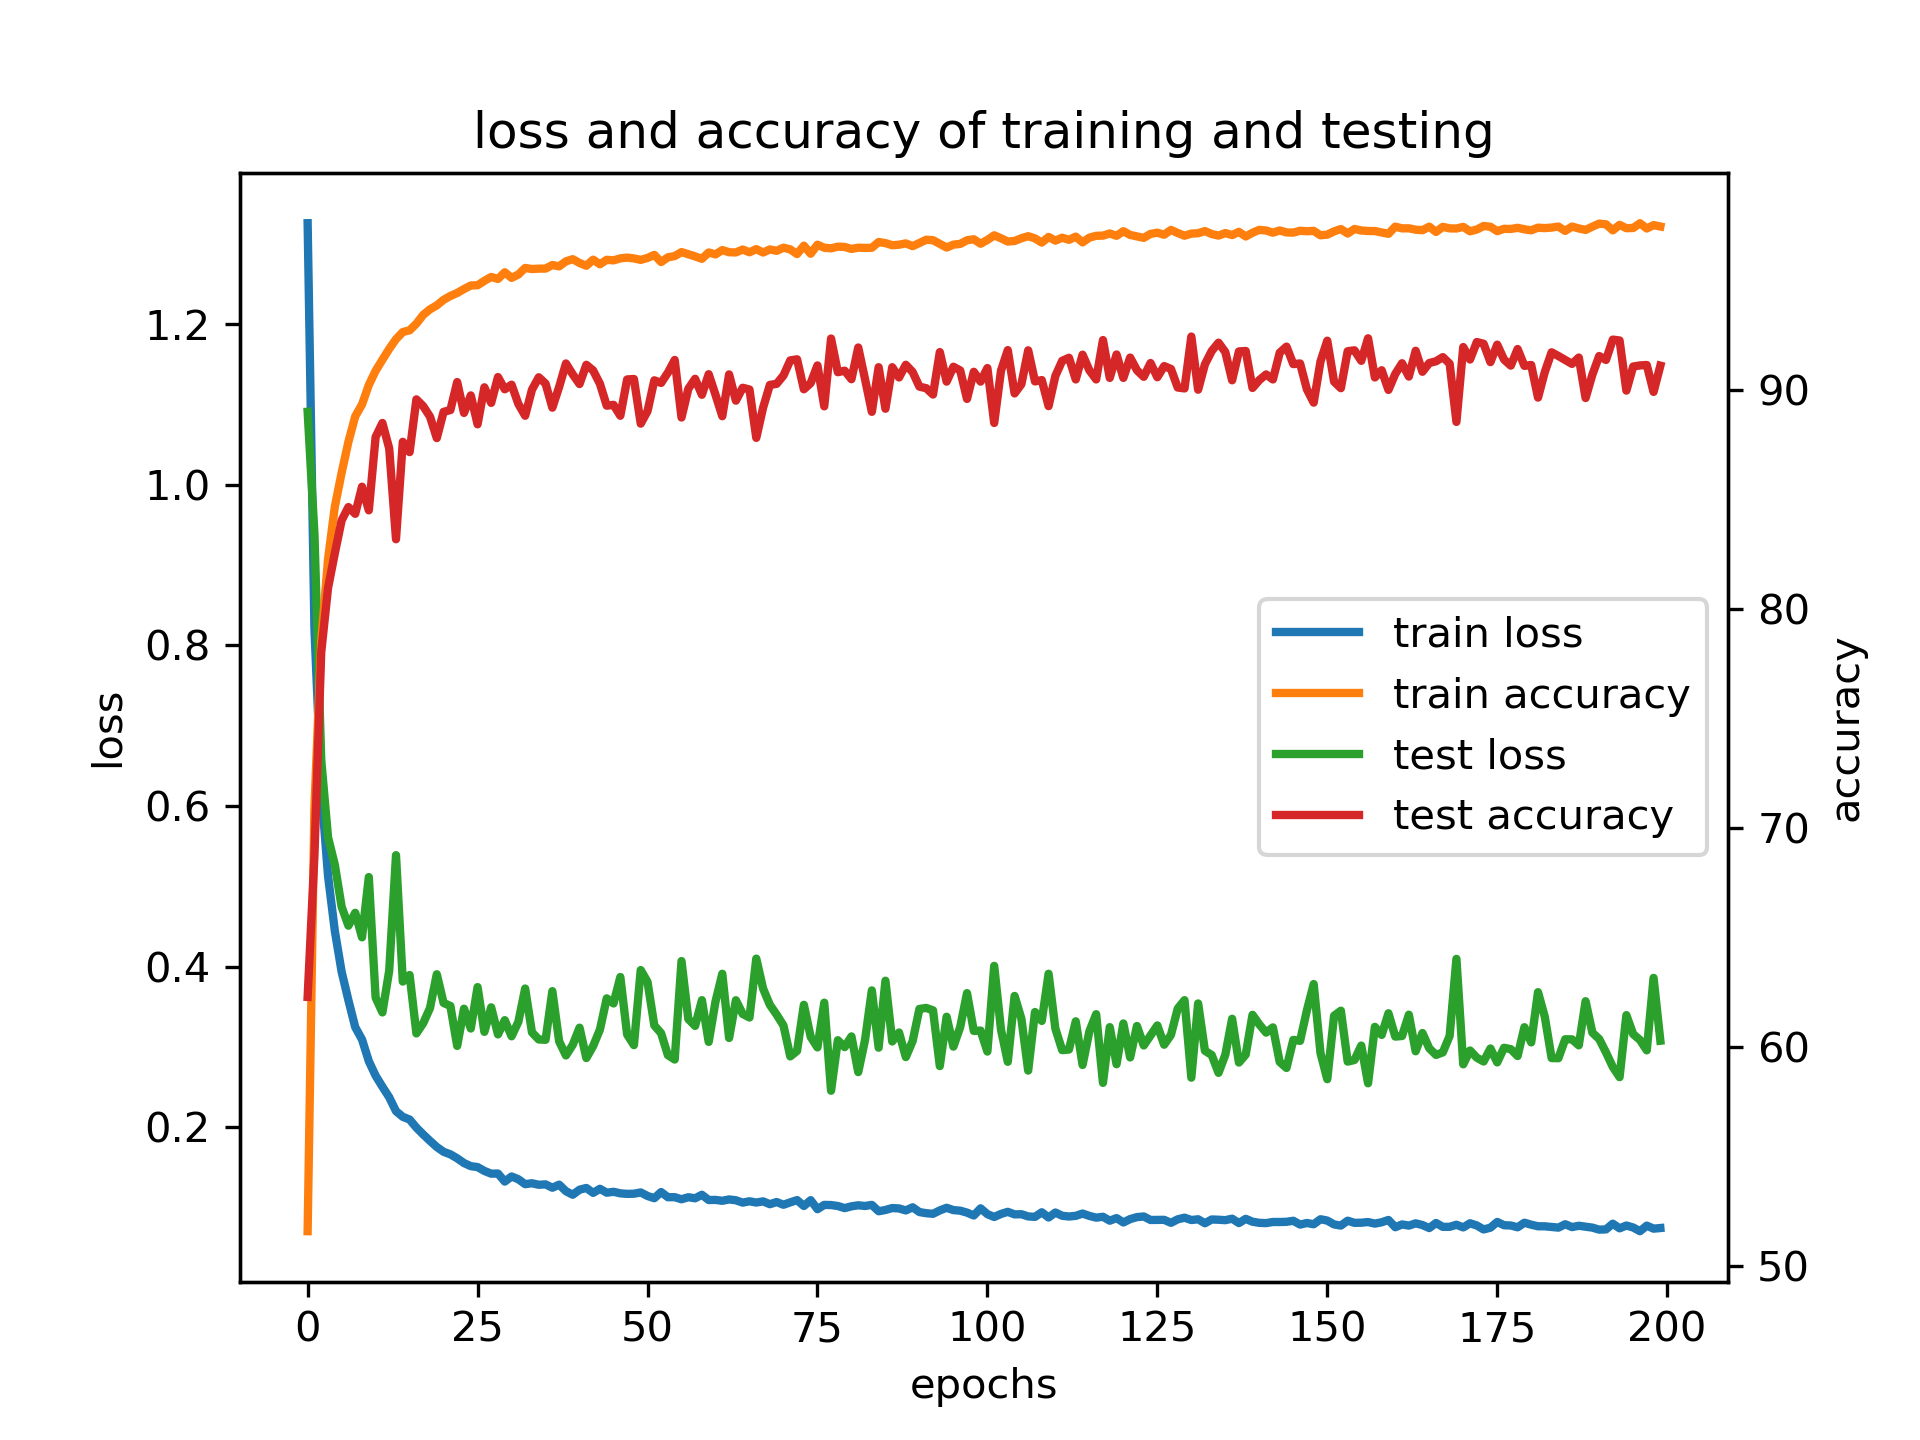 loss and accuracy of training and testing
1.2
1.0
0.8
0.6
0.4
0.2
loss
train loss
train accuracy
test loss
test accuracy
90
80
70
60
50
accuracy
0 25 50 75 100 125 150 175 200
epochs